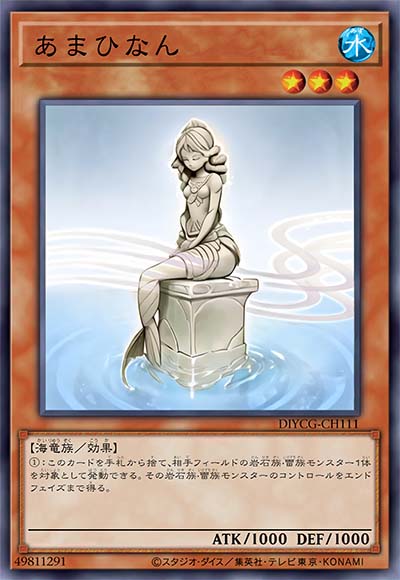 あまひなん
水
DIYCG-CH111
【海竜族／効果】
①：このカードを手札から捨て、相手フィールドの岩石族・雷族モンスター1体
を対象として発動できる。その岩石族・雷族モンスターのコントロールをエンド
フェイズまで得る。
ATK/1000 DEF/1000
49811291 ©スタジオ・ダイス／集英社・テレビ東京・KONAMI